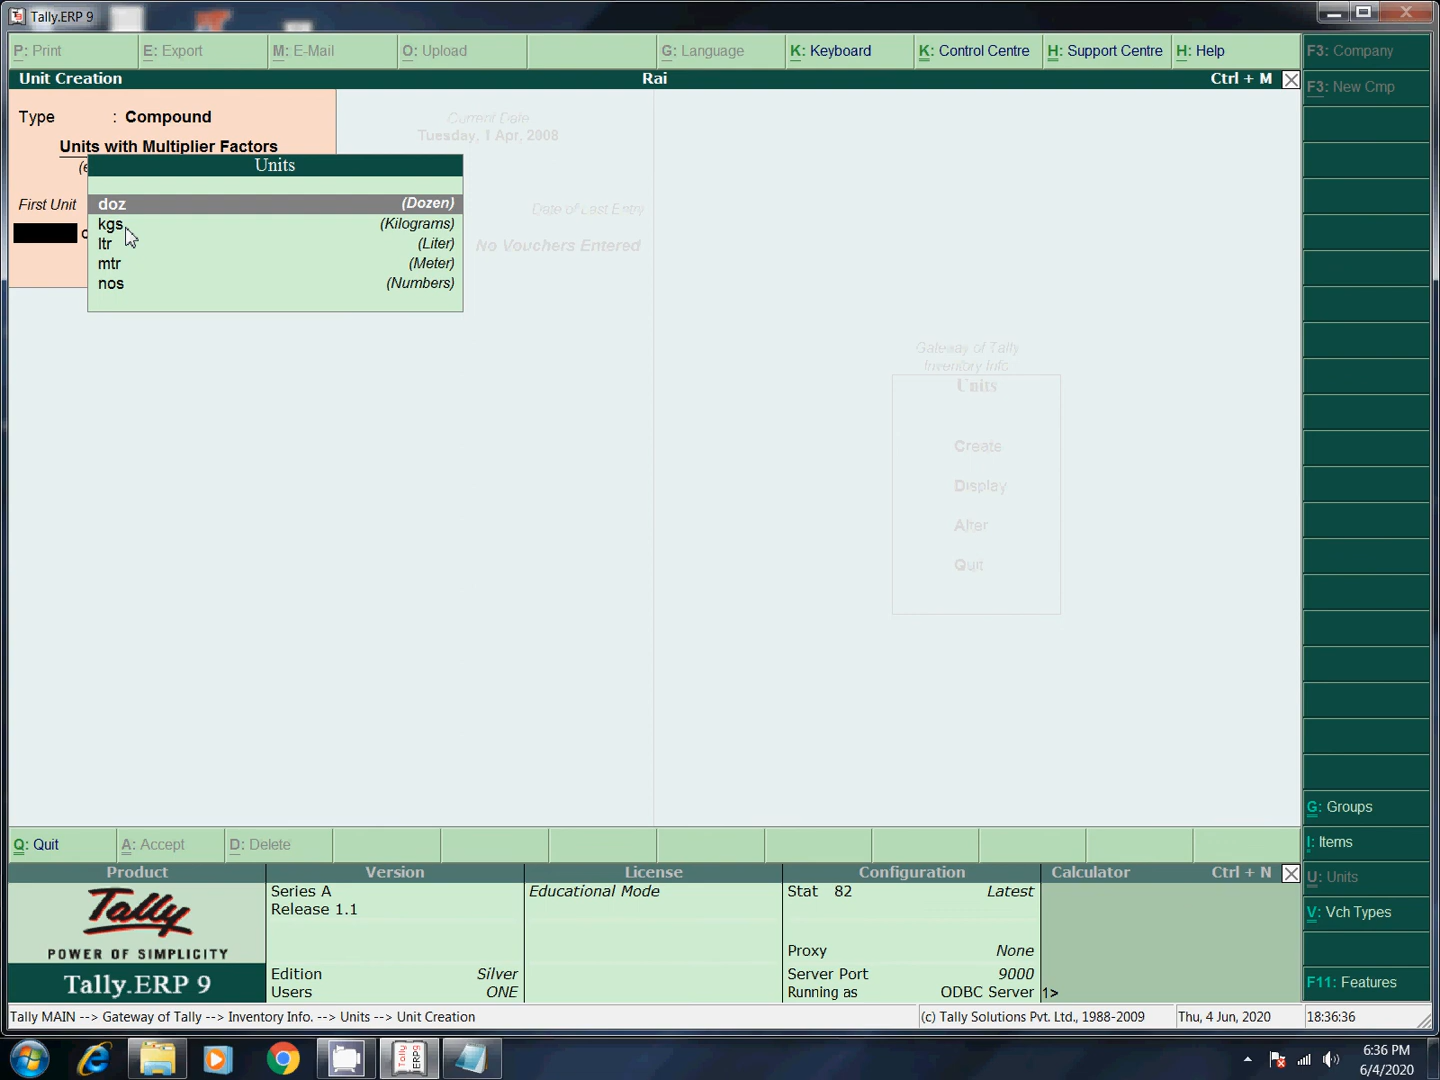 Tally.ERP 9
P: Print
E: Export
M: E-Mail
O: Upload
G: Language
K: Keyboard
K: Control Centre
H: Support Centre
H: Help
F3: Company
Unit Creation
Rai
Ctrl + M
F3: New Cmp
Type : Compound
Current Date
Tuesday, 1 Apr, 2008
Units with Multiplier Factors
Units
First Unit
doz (Dozen)
kgs (Kilograms)
ltr (Liter)
mtr (Meter)
nos (Numbers)
Date of Last Entry
No Vouchers Entered
Gateway of Tally
Inventory Info.
Units
Create
Display
Alter
Quit
G: Groups
I: Items
U: Units
V: Vch Types
F11: Features
Q: Quit
A: Accept
D: Delete
Product
Version
License
Configuration
Calculator
Ctrl + N
Tally
POWER OF SIMPLICITY
Tally.ERP 9
Series A
Release 1.1
Edition Silver
Users ONE
Educational Mode
Stat 82 Latest
Proxy None
Server Port 9000
Running as ODBC Server
1>
Tally MAIN --> Gateway of Tally --> Inventory Info. --> Units --> Unit Creation
(c) Tally Solutions Pvt. Ltd., 1988-2009
Thu, 4 Jun, 2020
18:36:36
Tally
ERP9
6:36 PM
6/4/2020